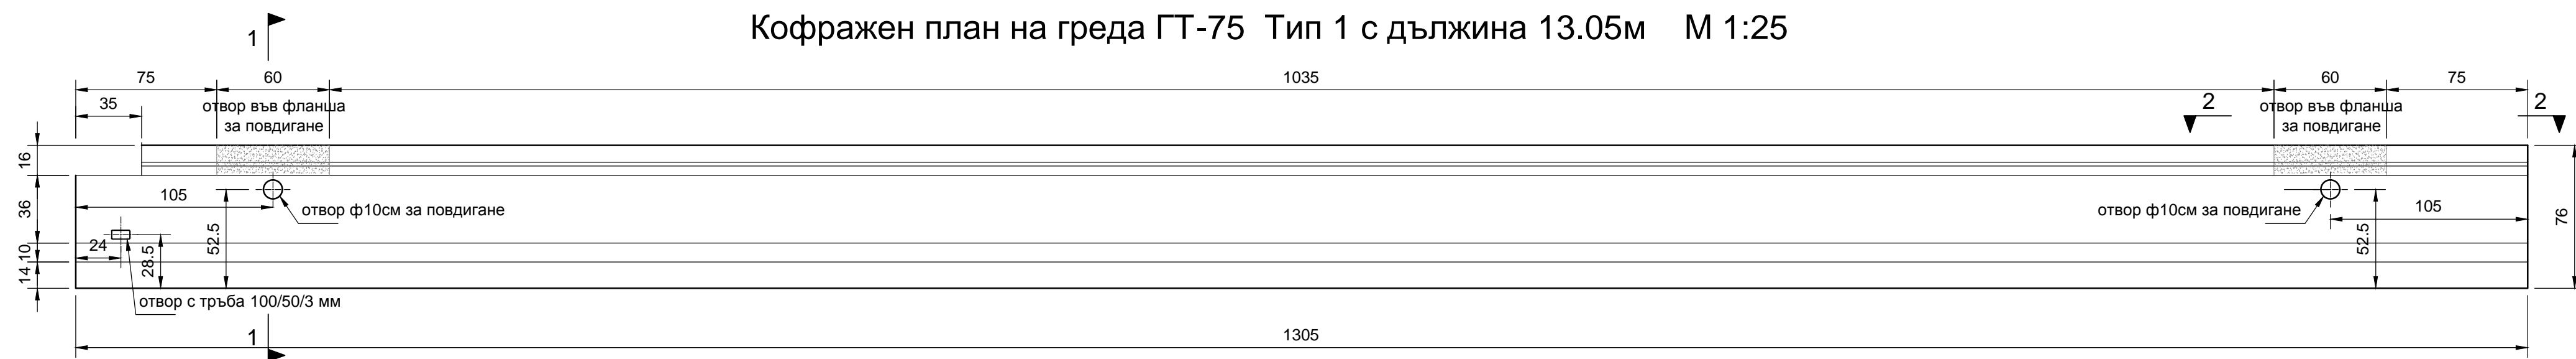 Кофражен план на греда ГТ-75 Тип 1 с дължина 13.05м М 1:25
1
75
60
1035
60
75
35
отвор във фланша
за повдигане
2
отвор във фланша
за повдигане
2
16
36
10
14
105
отвор ф10см за повдигане
52.5
24
28.5
отвор с тръба 100/50/3 мм
отвор ф10см за повдигане
105
52.5
76
1
1305